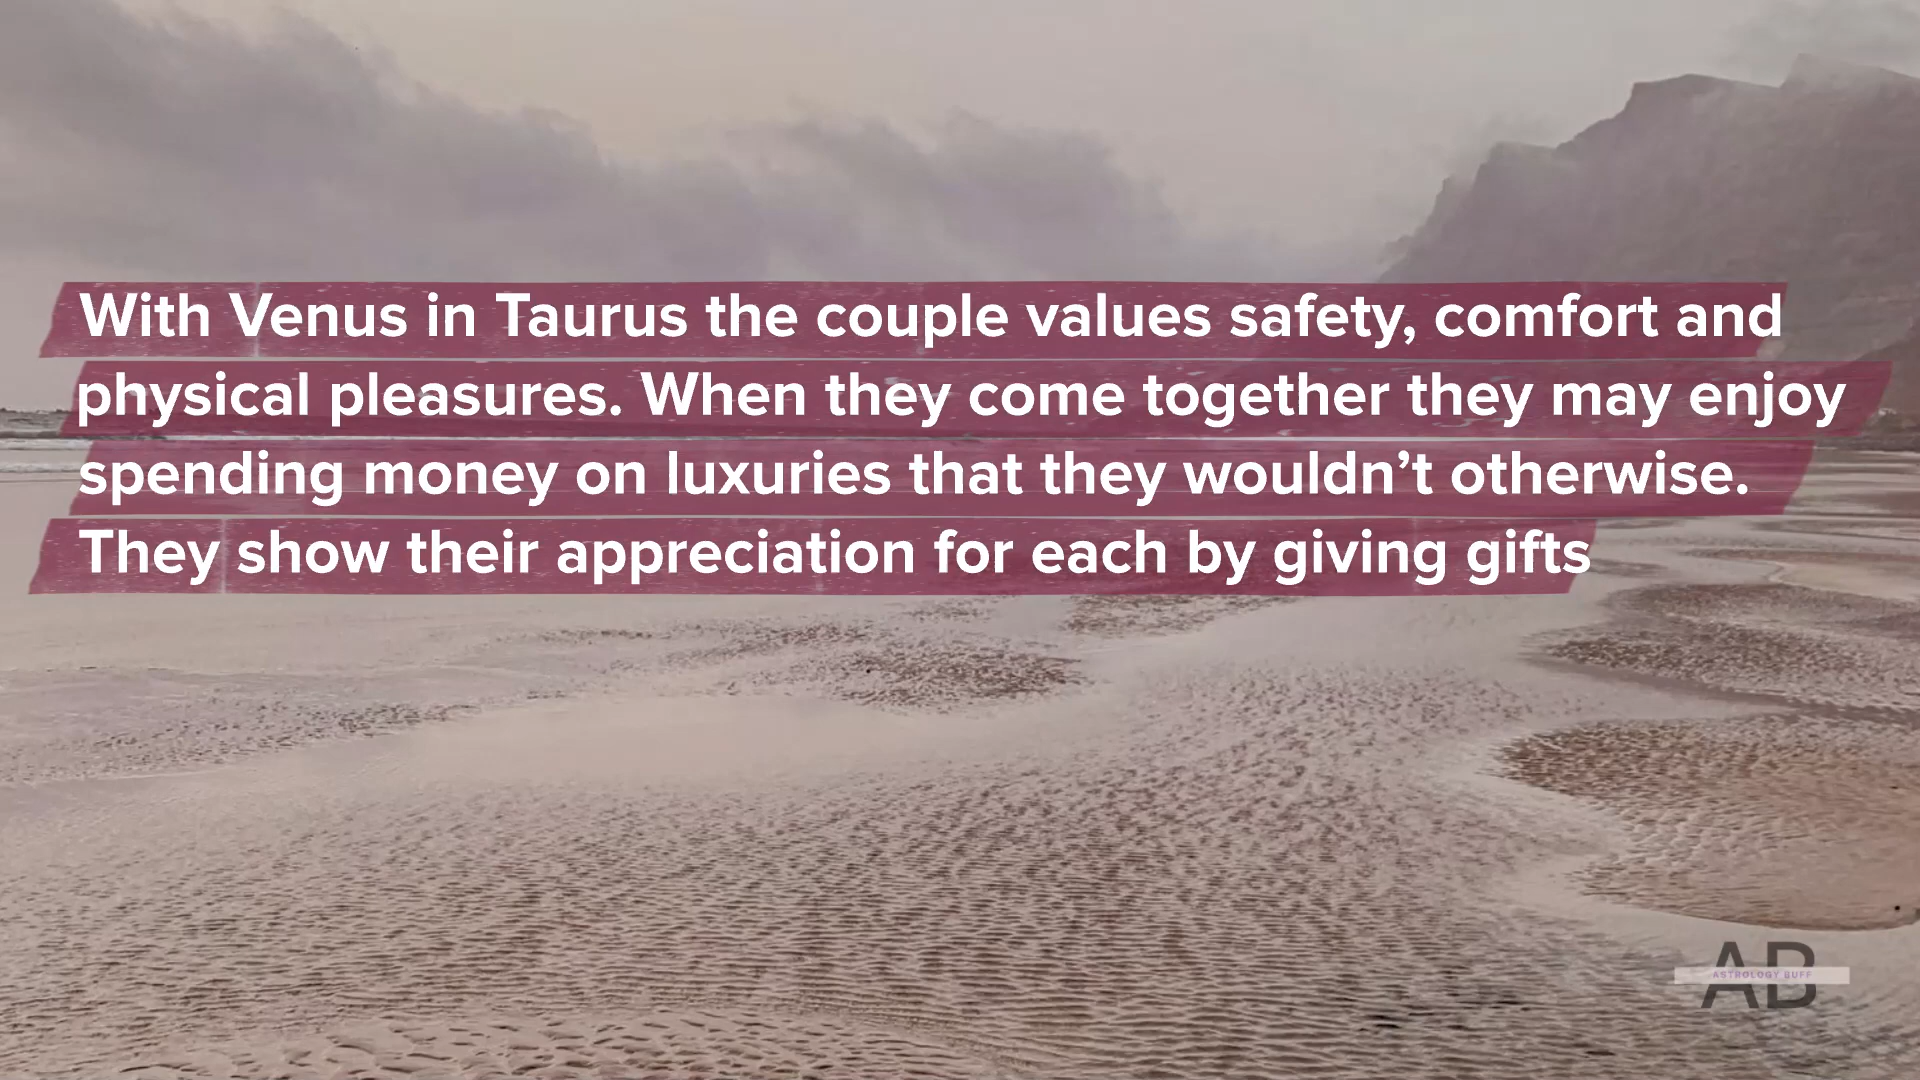 With Venus in Taurus the couple values safety, comfort and
physical pleasures. When they come together they may enjoy
spending money on luxuries that they wouldn’t otherwise.
They show their appreciation for each by giving gifts
AB
ASTROLOGY BUFF